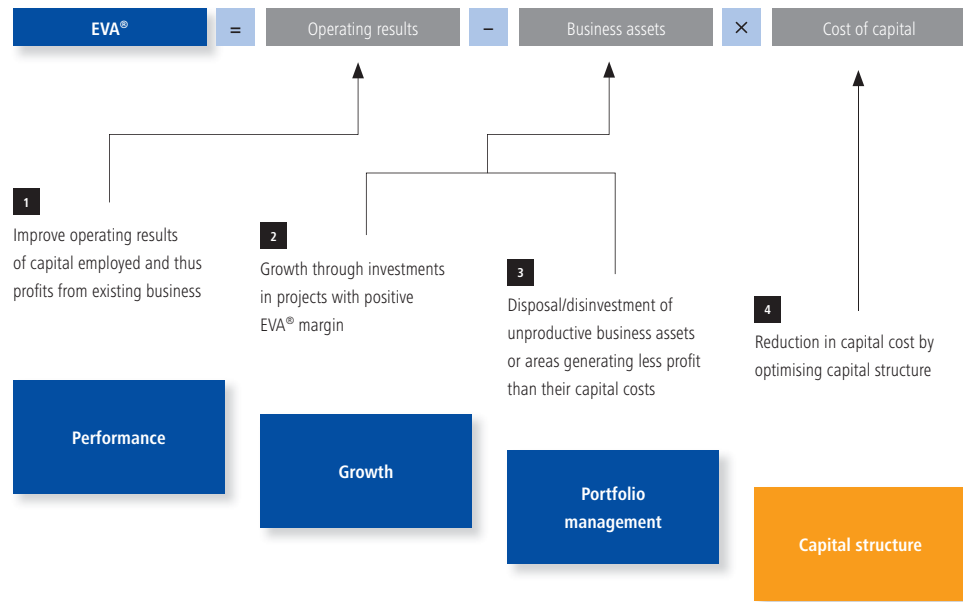 EVA® = Operating results – Business assets × Cost of capital
1
Improve operating results
of capital employed and thus
profits from existing business
2
Growth through investments
in projects with positive
EVA® margin
3
Disposal/disinvestment of
unproductive business assets
or areas generating less profit
than their capital costs
4
Reduction in capital cost by
optimising capital structure
Performance
Growth
Portfolio
management
Capital structure